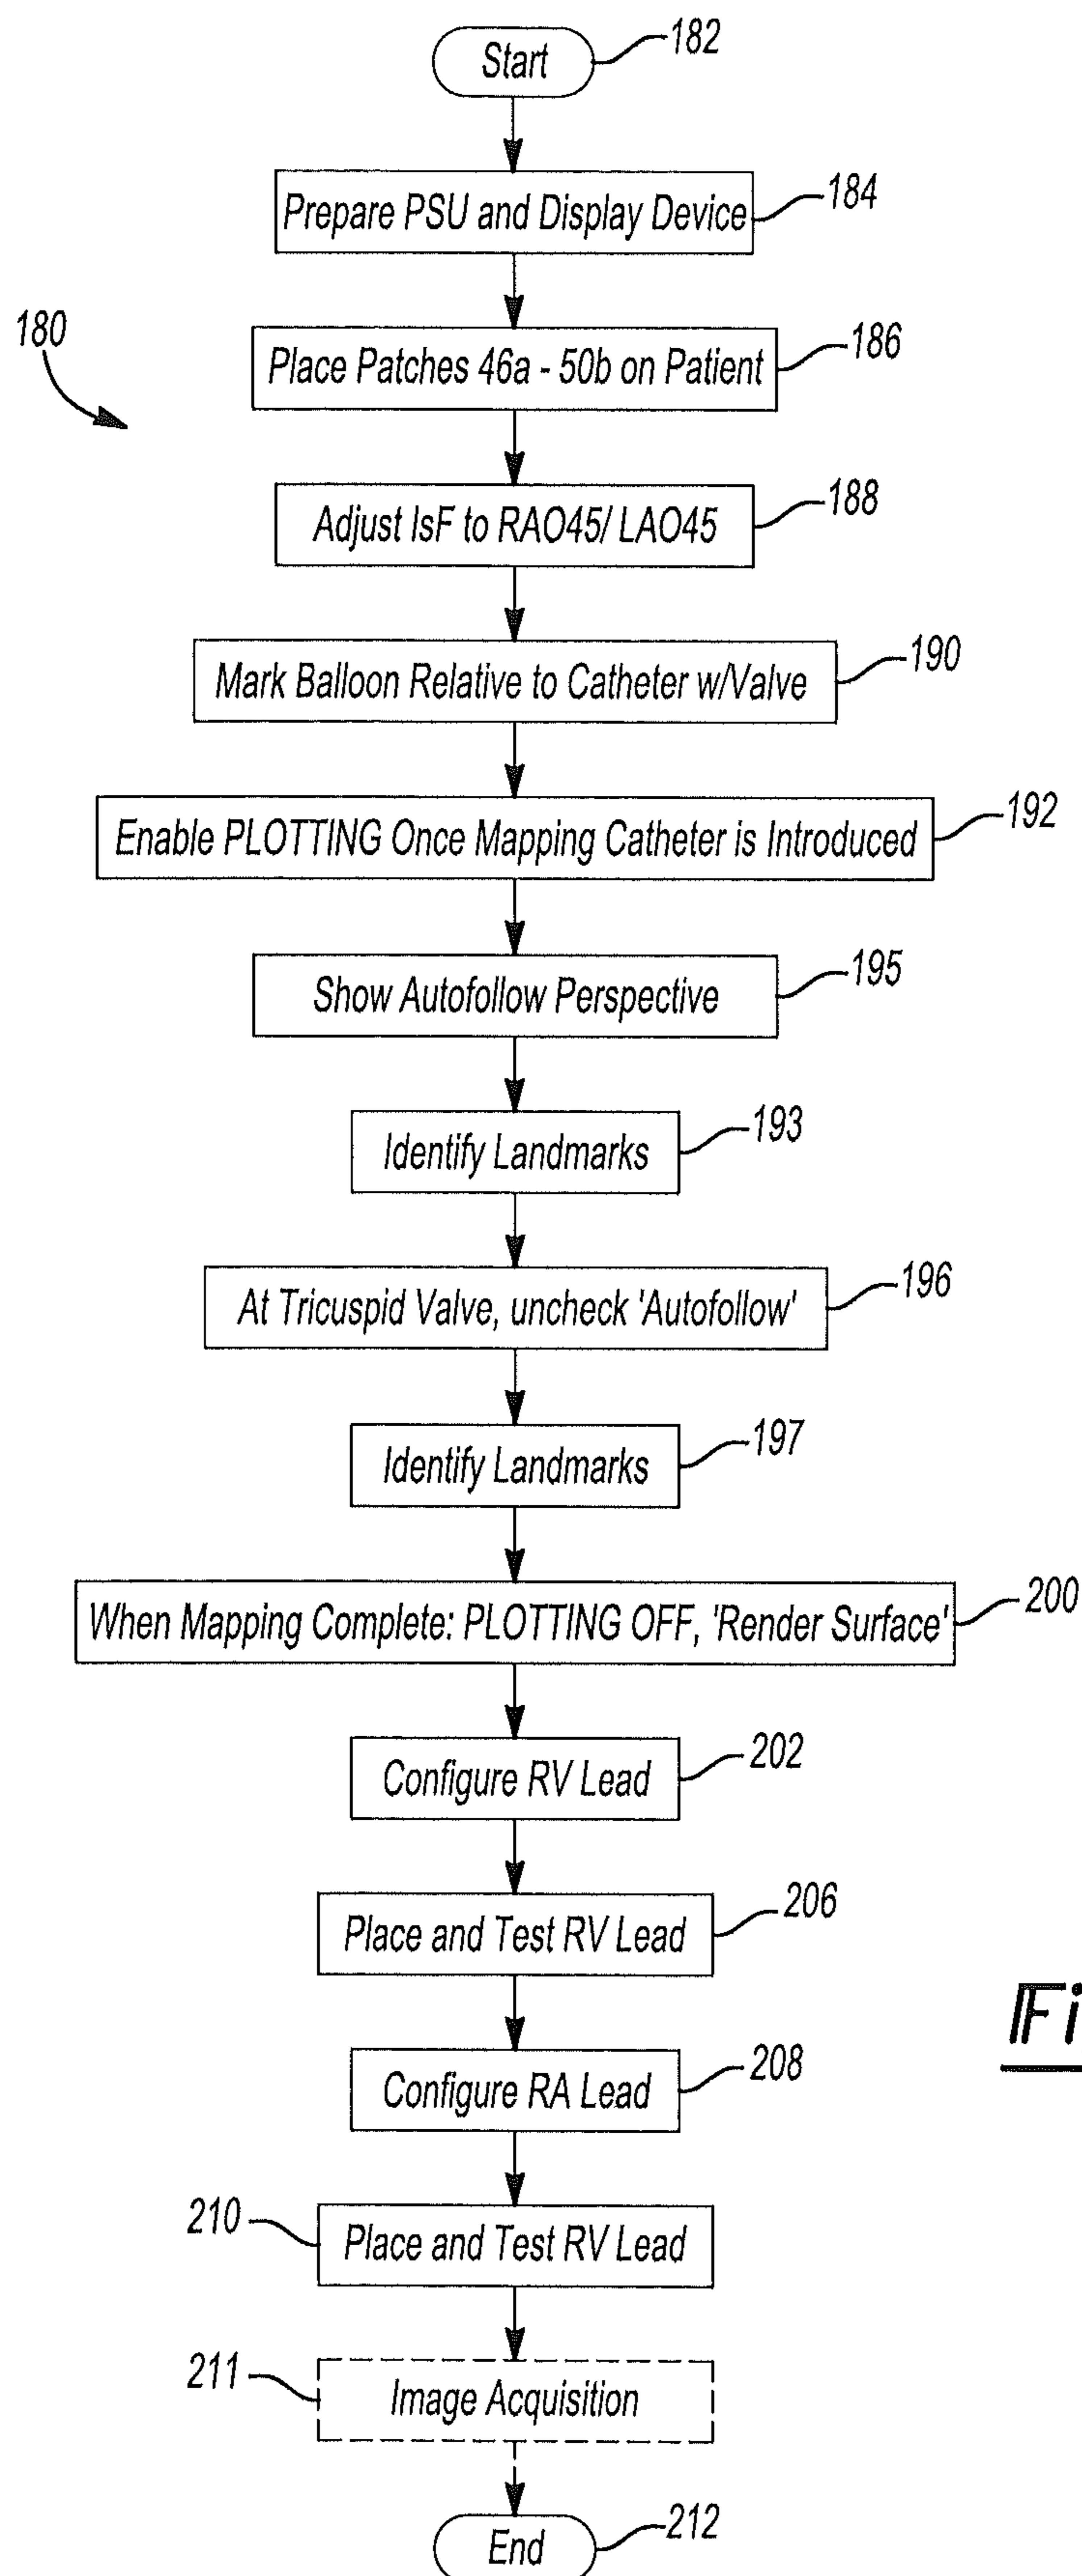 Start
182
Prepare PSU and Display Device
184
180
Place Patches 46a - 50b on Patient
186
Adjust IsF to RAO45/ LAO45
188
Mark Balloon Relative to Catheter w/Valve
190
Enable PLOTTING Once Mapping Catheter is Introduced
192
Show Autofollow Perspective
195
Identify Landmarks
193
At Tricuspid Valve, uncheck 'Autofollow'
196
Identify Landmarks
197
When Mapping Complete: PLOTTING OFF, 'Render Surface'
200
Configure RV Lead
202
Place and Test RV Lead
206
Fi
Configure RA Lead
208
210
Place and Test RV Lead
211
Image Acquisition
End
212